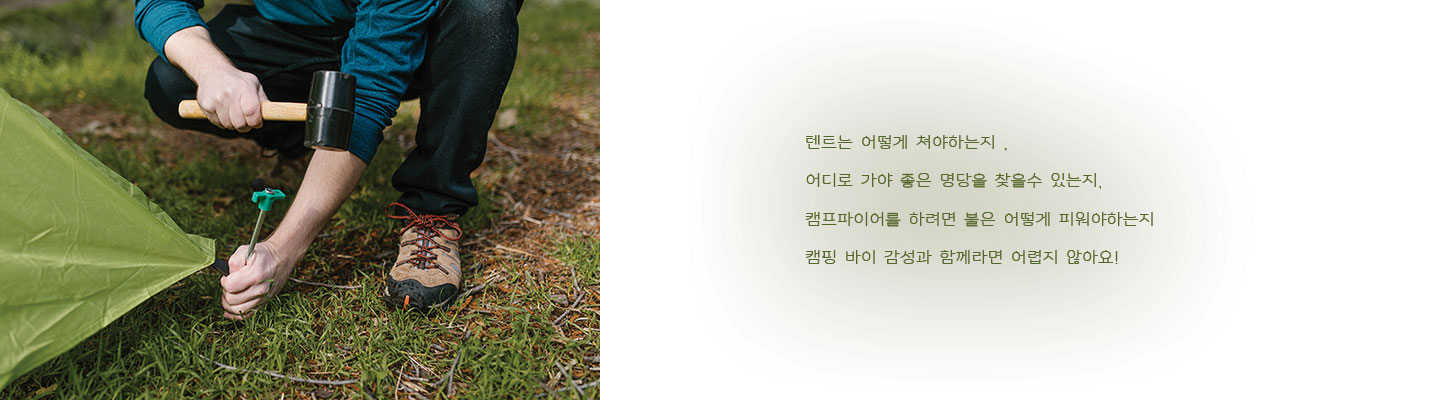 텐트는 어떻게 쳐야하는지 ,
어디로 가야 좋은 명당을 찾을수 있는지,
캠프파이어를 하려면 불은 어떻게 피워야하는지
캠핑 바이 감성과 함께라면 어렵지 않아요!